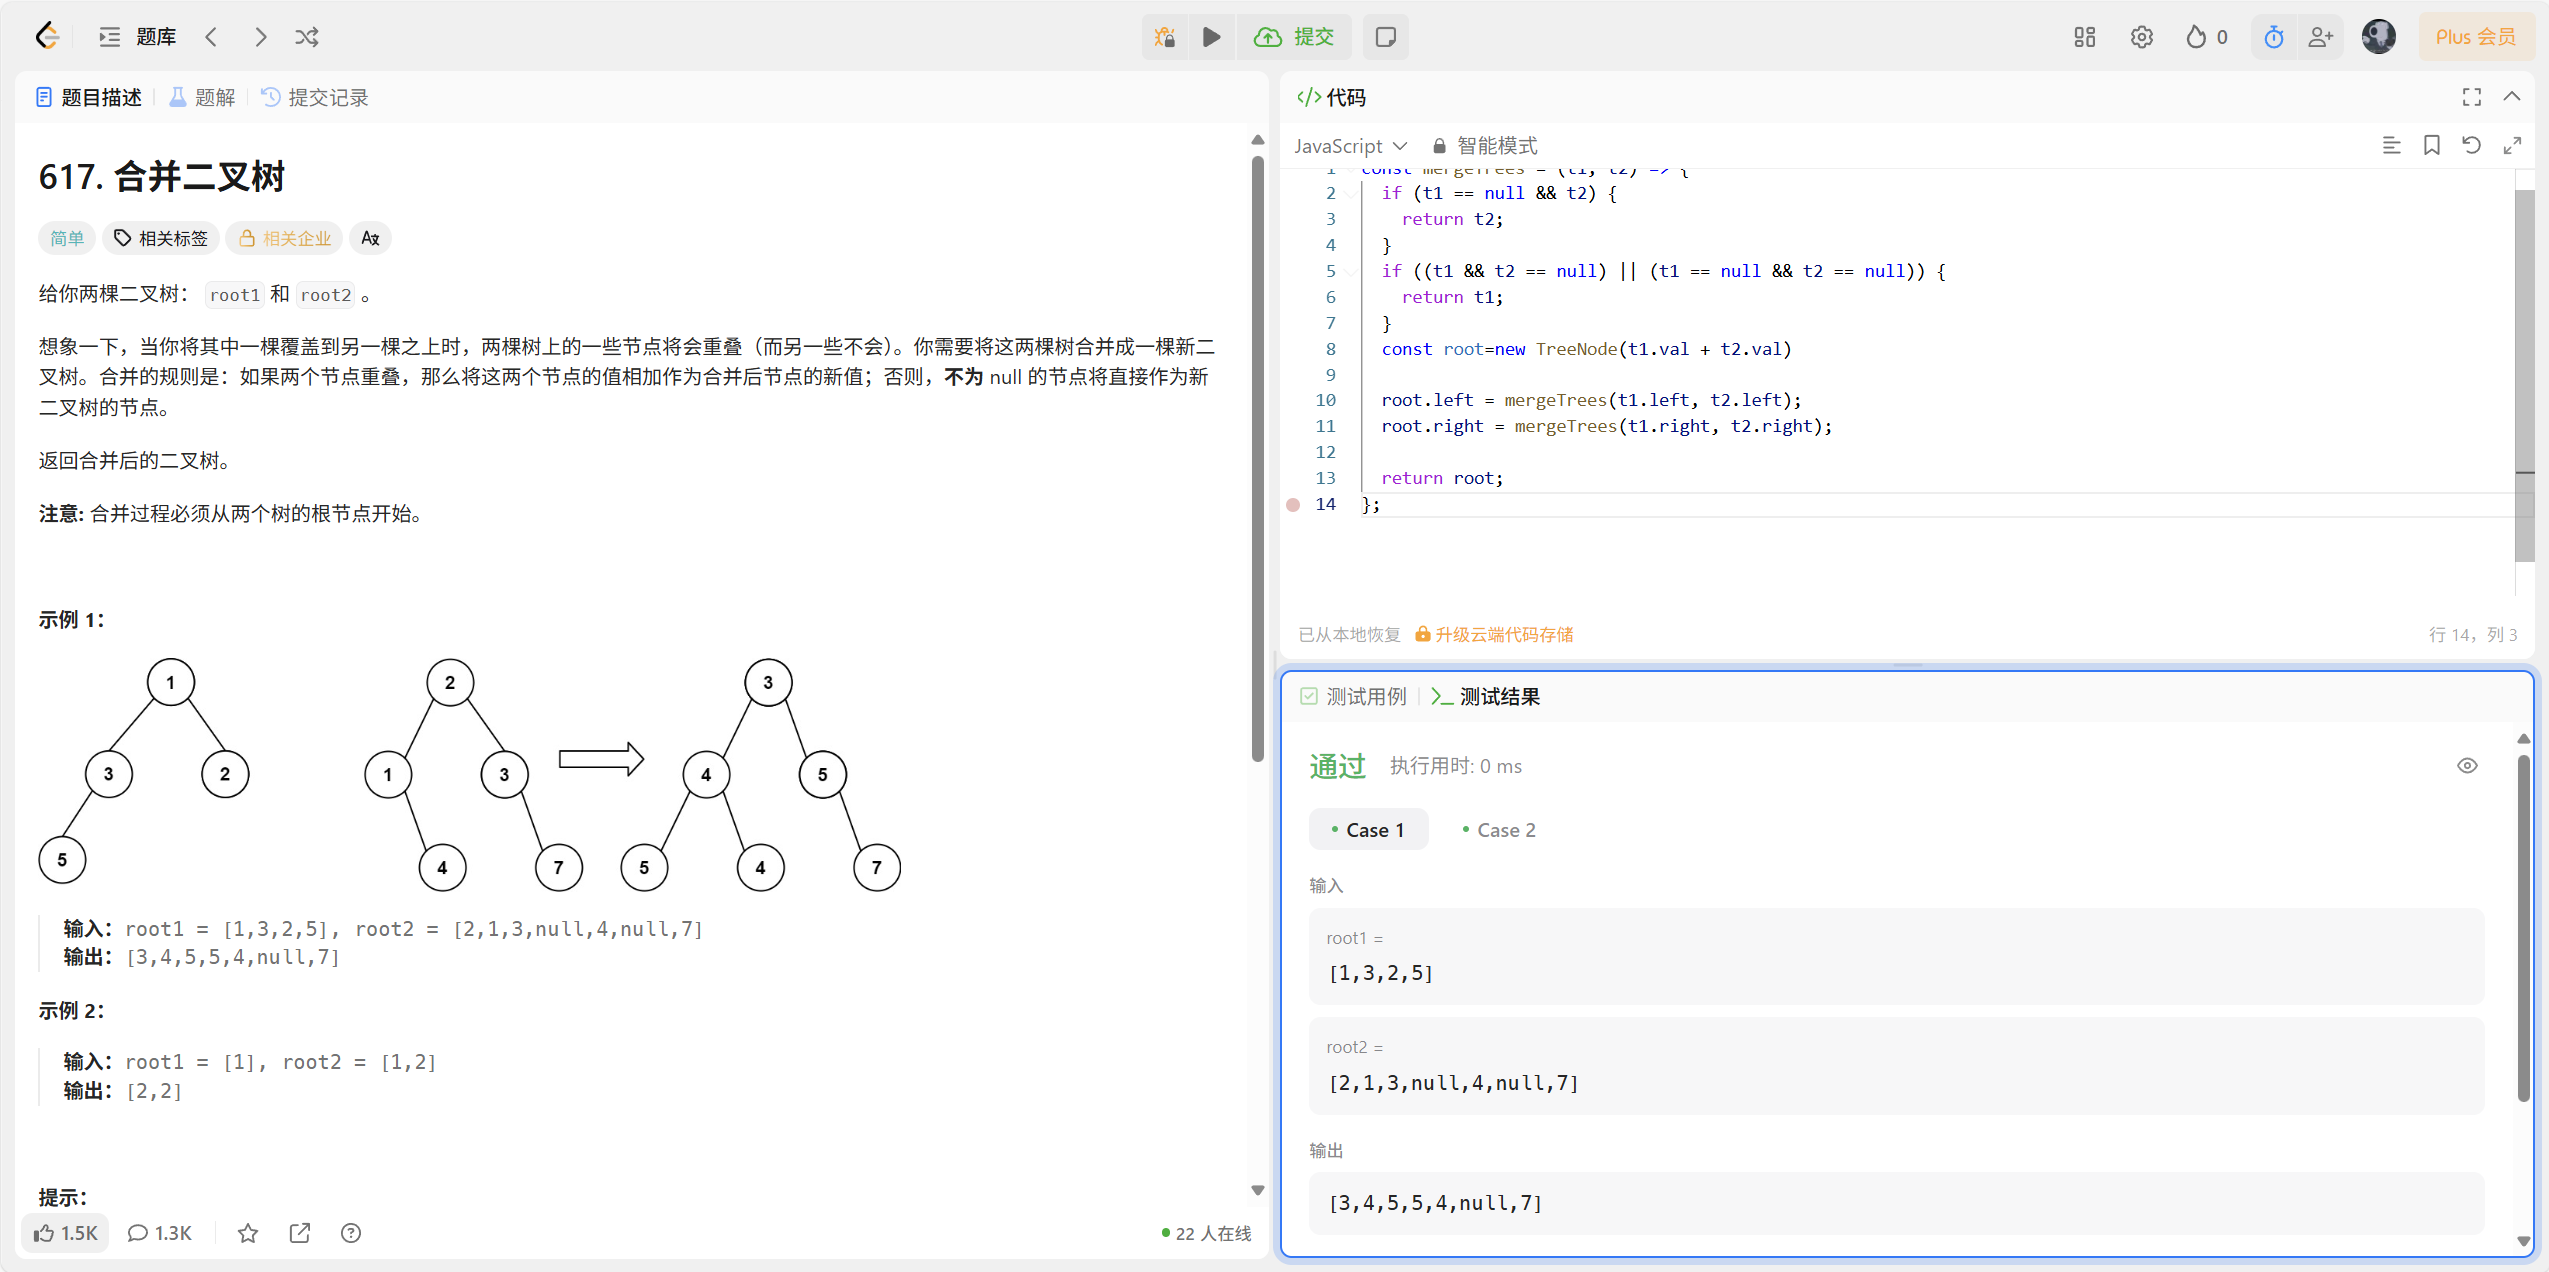 题库
提交
0
Plus 会员
题目描述
题解
提交记录
617. 合并二叉树
简单
相关标签
相关企业
给你两棵二叉树： root1 和 root2 。
想象一下，当你将其中一棵覆盖到另一棵之上时，两棵树上的一些节点将会重叠（而另一些不会）。你需要将这两棵树合并成一棵新二
叉树。合并的规则是：如果两个节点重叠，那么将这两个节点的值相加作为合并后节点的新值；否则，不为 null 的节点将直接作为新
二叉树的节点。
返回合并后的二叉树。
注意: 合并过程必须从两个树的根节点开始。
示例 1：
1
2
3
3
2
1
3
4
5
5
4
7
5
4
7
输入：root1 = [1,3,2,5], root2 = [2,1,3,null,4,null,7]
输出：[3,4,5,5,4,null,7]
示例 2：
输入：root1 = [1], root2 = [1,2]
输出：[2,2]
提示：
1.5K
1.3K
22 人在线
代码
JavaScript
智能模式
1 const mergeTrees = (t1, t2) => {
2 if (t1 == null && t2) {
3 return t2;
4 }
5 if ((t1 && t2 == null) || (t1 == null && t2 == null)) {
6 return t1;
7 }
8 const root=new TreeNode(t1.val + t2.val)
9
10 root.left = mergeTrees(t1.left, t2.left);
11 root.right = mergeTrees(t1.right, t2.right);
12
13 return root;
14 };
已从本地恢复
升级云端代码存储
行 14，列 3
测试用例
测试结果
通过
执行用时: 0 ms
Case 1
Case 2
输入
root1 =
[1,3,2,5]
root2 =
[2,1,3,null,4,null,7]
输出
[3,4,5,5,4,null,7]